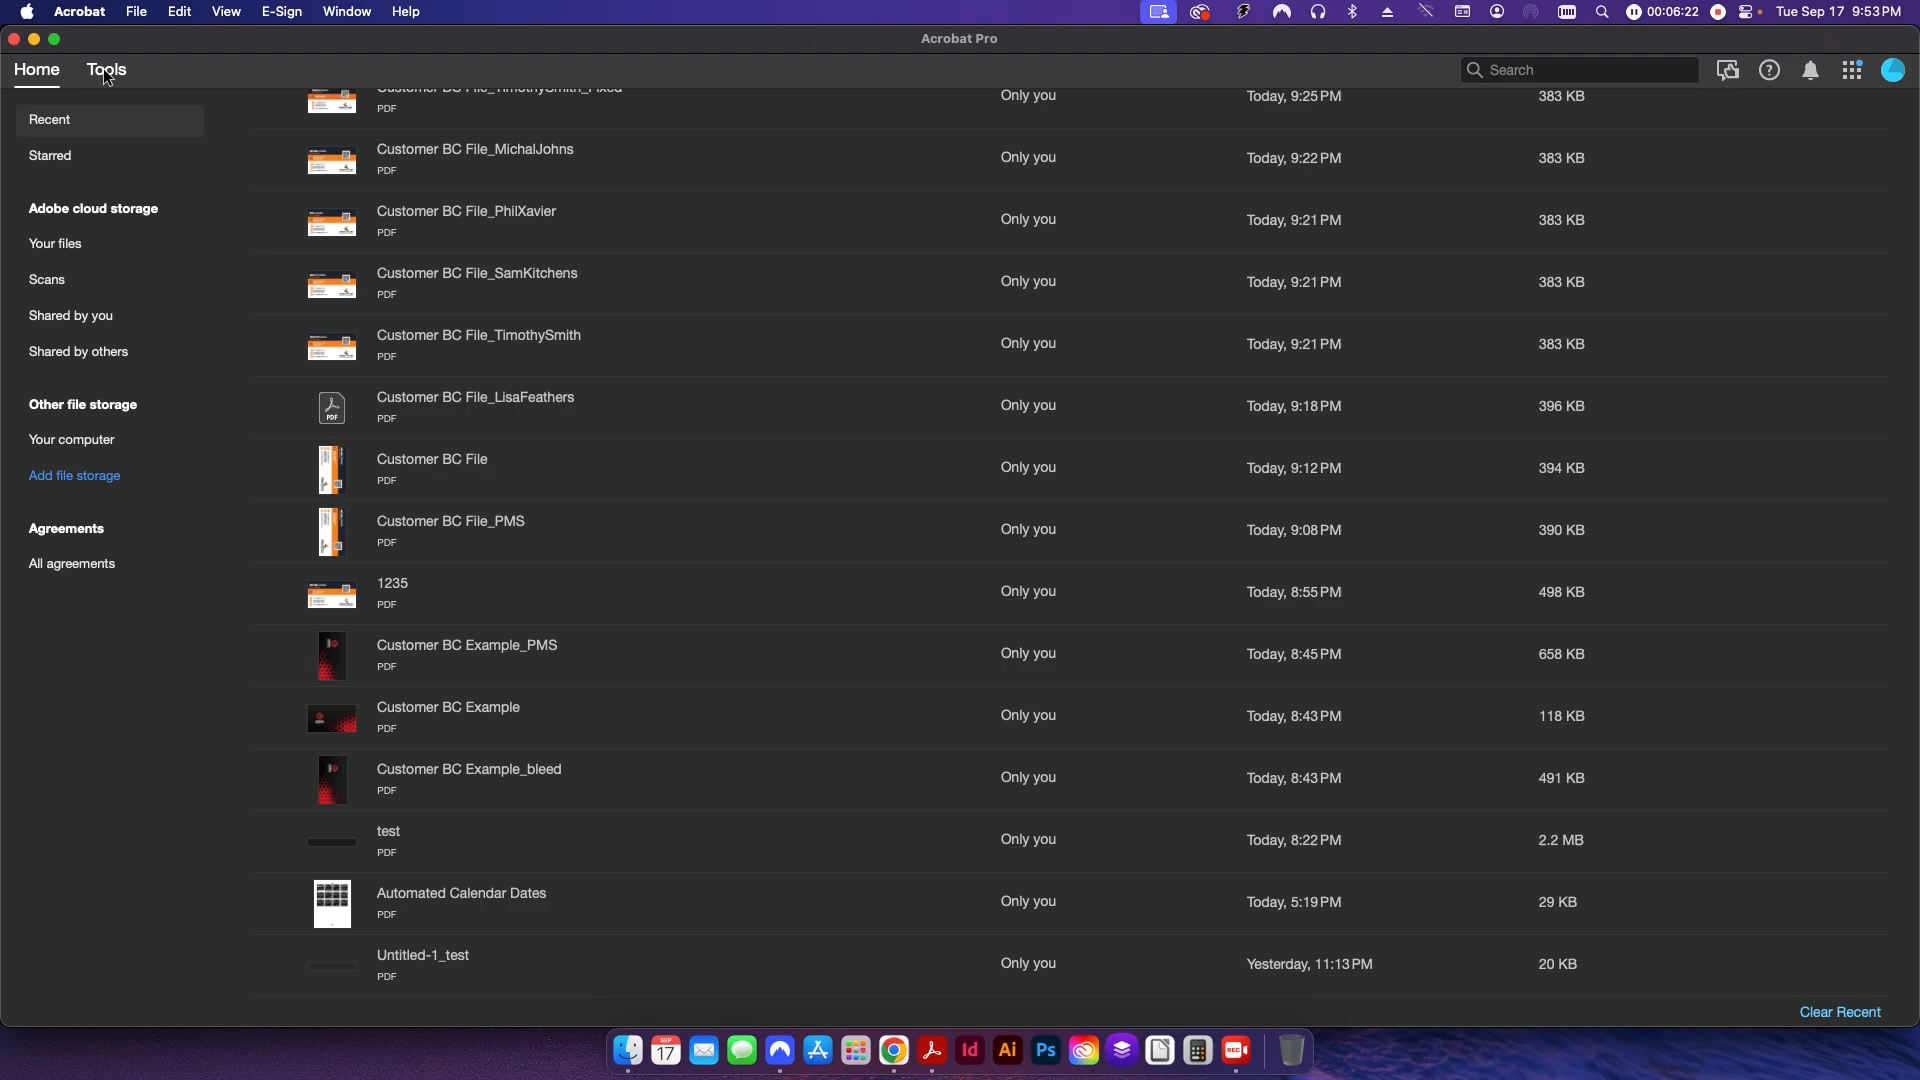 Acrobat File Edit View E-Sign Window Help 00:06:22 Tue Sep 17 9:53 PM
Acrobat Pro
Home Tools Search
Recent
Starred
Adobe cloud storage
Your files
Scans
Shared by you
Shared by others
Other file storage
Your computer
Add file storage
Agreements
All agreements
Customer BC File_TimothySmith_Fixed Only you Today, 9:25 PM 383 KB
PDF
Customer BC File_MichalJohns Only you Today, 9:22 PM 383 KB
PDF
Customer BC File_PhilXavier Only you Today, 9:21 PM 383 KB
PDF
Customer BC File_SamKitchens Only you Today, 9:21 PM 383 KB
PDF
Customer BC File_TimothySmith Only you Today, 9:21 PM 383 KB
PDF
Customer BC File_LisaFeathers Only you Today, 9:18 PM 396 KB
PDF
PDF
Customer BC File Only you Today, 9:12 PM 394 KB
PDF
Customer BC File_PMS Only you Today, 9:08 PM 390 KB
PDF
1235 Only you Today, 8:55 PM 498 KB
PDF
Customer BC Example_PMS Only you Today, 8:45 PM 658 KB
PDF
Customer BC Example Only you Today, 8:43 PM 118 KB
PDF
Customer BC Example_bleed Only you Today, 8:43 PM 491 KB
PDF
test Only you Today, 8:22 PM 2.2 MB
PDF
Automated Calendar Dates Only you Today, 5:19 PM 29 KB
PDF
Untitled-1_test Only you Yesterday, 11:13 PM 20 KB
PDF
Clear Recent
SEP
17 Id Ai Ps REC